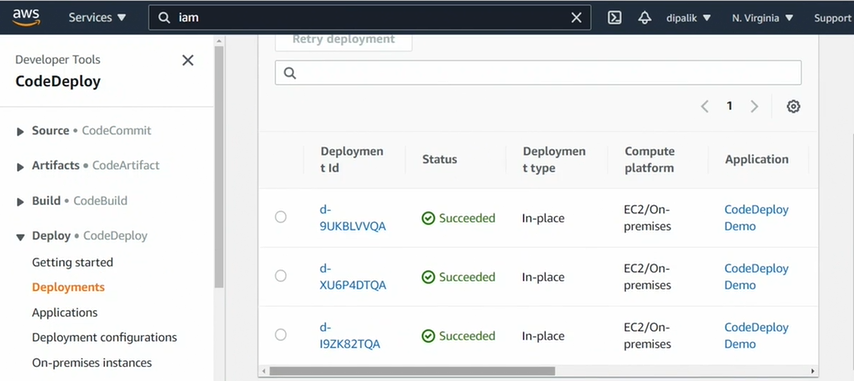 aws Services iam dipalik N. Virginia Support
Developer Tools
CodeDeploy
Source • CodeCommit
Artifacts • CodeArtifact
Build • CodeBuild
Deploy • CodeDeploy
Getting started
Deployments
Applications
Deployment configurations
On-premises instances
Retry deployment
1
Deploymen
t Id
Status
Deploymen
t type
Compute
platform
Application
d-
9UKBLVVQA
Succeeded
In-place
EC2/On-
premises
CodeDeploy
Demo
d-
XU6P4DTQA
Succeeded
In-place
EC2/On-
premises
CodeDeploy
Demo
d-
I9ZK82TQA
Succeeded
In-place
EC2/On-
premises
CodeDeploy
Demo